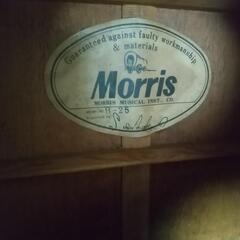 Guaranteed against faulty workmanship
& materials
Morris
MORRIS MUSICAL INST. CO.